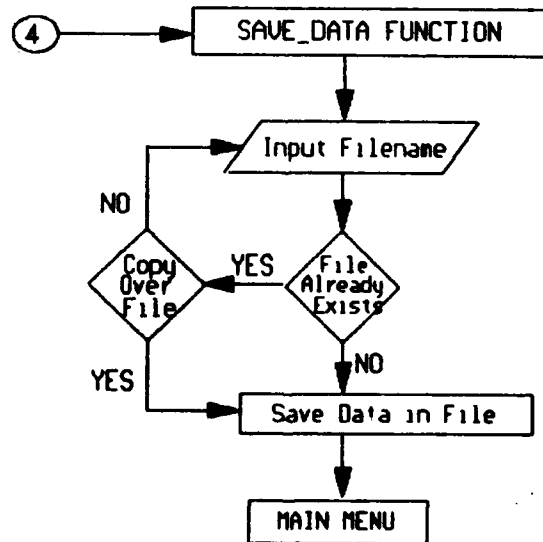 4
SAVE_DATA FUNCTION
Input Filename
NO
Copy
Over
File
YES
File
Already
Exists
YES
NO
Save Data in File
MAIN MENU